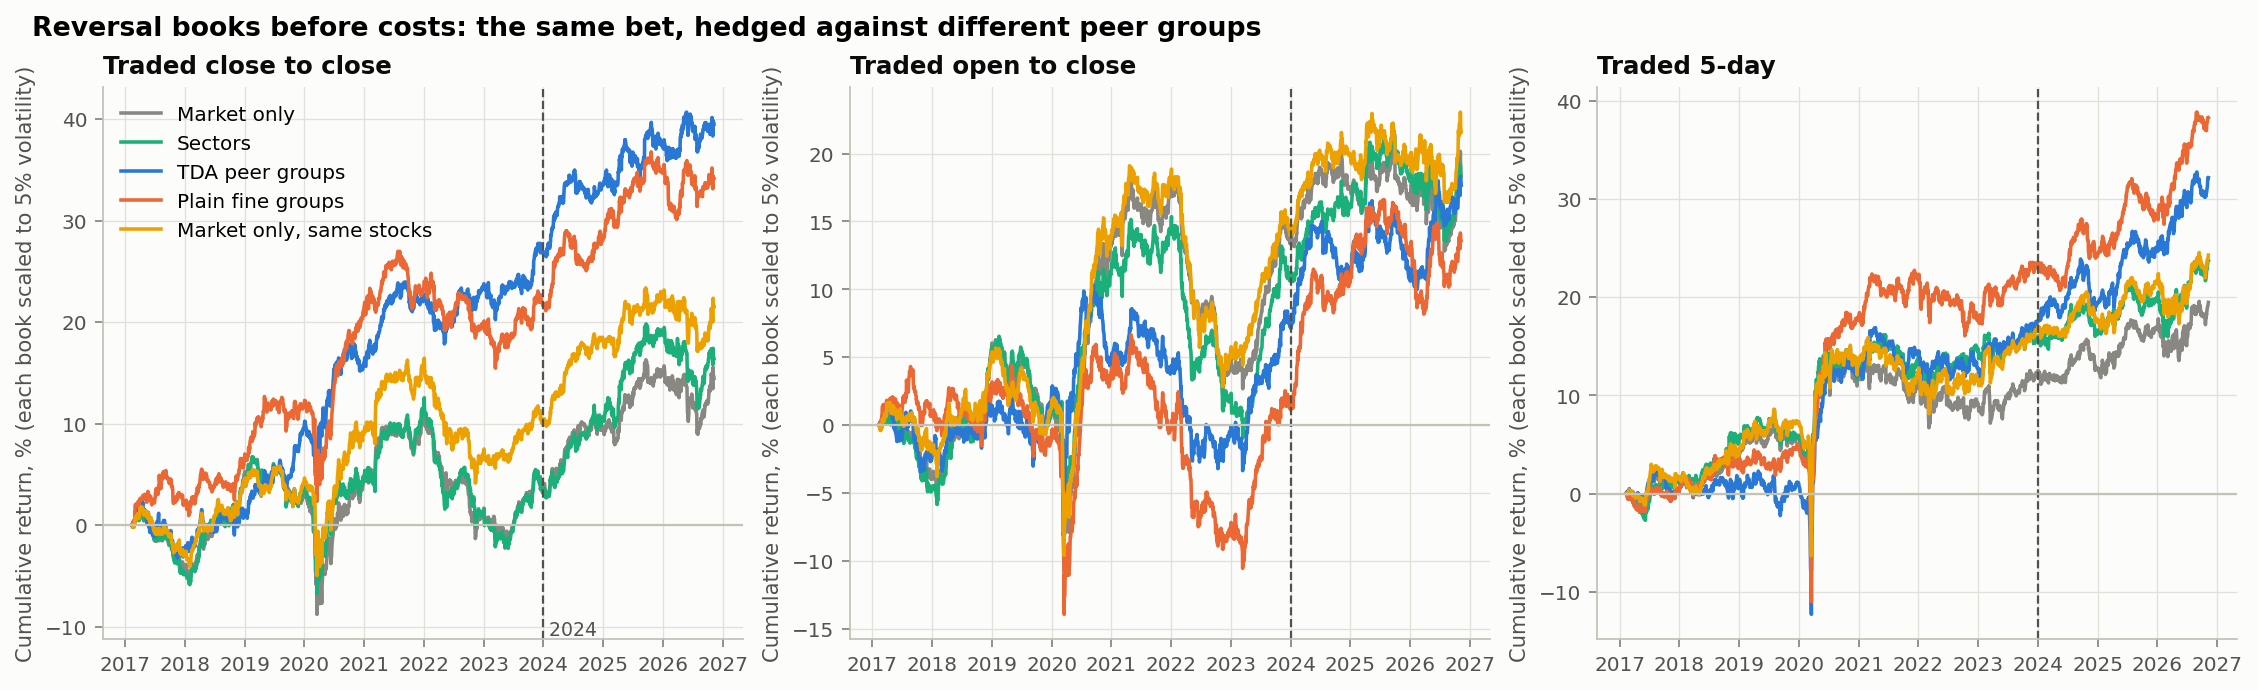 Reversal books before costs: the same bet, hedged against different peer groups
Traded close to close
Cumulative return, % (each book scaled to 5% volatility)
40
30
20
10
0
−10
Market only
Sectors
TDA peer groups
Plain fine groups
Market only, same stocks
2024
2017 2018 2019 2020 2021 2022 2023 2024 2025 2026 2027
Traded open to close
Cumulative return, % (each book scaled to 5% volatility)
20
15
10
5
0
−5
−10
−15
2017 2018 2019 2020 2021 2022 2023 2024 2025 2026 2027
Traded 5-day
Cumulative return, % (each book scaled to 5% volatility)
40
30
20
10
0
−10
2017 2018 2019 2020 2021 2022 2023 2024 2025 2026 2027